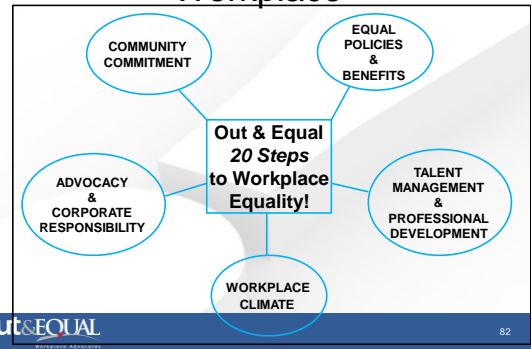 COMMUNITY
COMMITMENT
EQUAL
POLICIES
&
BENEFITS
Out & Equal
20 Steps
to Workplace
Equality!
ADVOCACY
&
CORPORATE
RESPONSIBILITY
TALENT
MANAGEMENT
&
PROFESSIONAL
DEVELOPMENT
WORKPLACE
CLIMATE
ut&EQUAL
Workplace Advocates
82